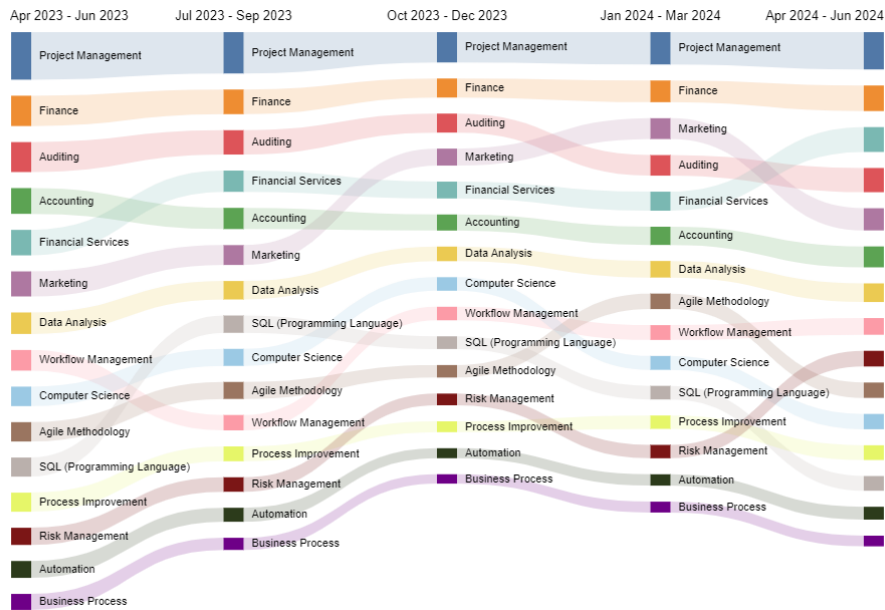 Apr 2023 - Jun 2023
Jul 2023 - Sep 2023
Oct 2023 - Dec 2023
Jan 2024 - Mar 2024
Apr 2024 - Jun 2024
Project Management
Finance
Auditing
Accounting
Financial Services
Marketing
Data Analysis
Workflow Management
Computer Science
Agile Methodology
SQL (Programming Language)
Process Improvement
Risk Management
Automation
Business Process
Project Management
Finance
Auditing
Financial Services
Accounting
Marketing
Data Analysis
SQL (Programming Language)
Computer Science
Agile Methodology
Workflow Management
Process Improvement
Risk Management
Automation
Business Process
Project Management
Finance
Auditing
Marketing
Financial Services
Accounting
Data Analysis
Computer Science
Workflow Management
SQL (Programming Language)
Agile Methodology
Risk Management
Process Improvement
Automation
Business Process
Project Management
Finance
Marketing
Auditing
Financial Services
Accounting
Data Analysis
Agile Methodology
Workflow Management
Computer Science
SQL (Programming Language)
Process Improvement
Risk Management
Automation
Business Process